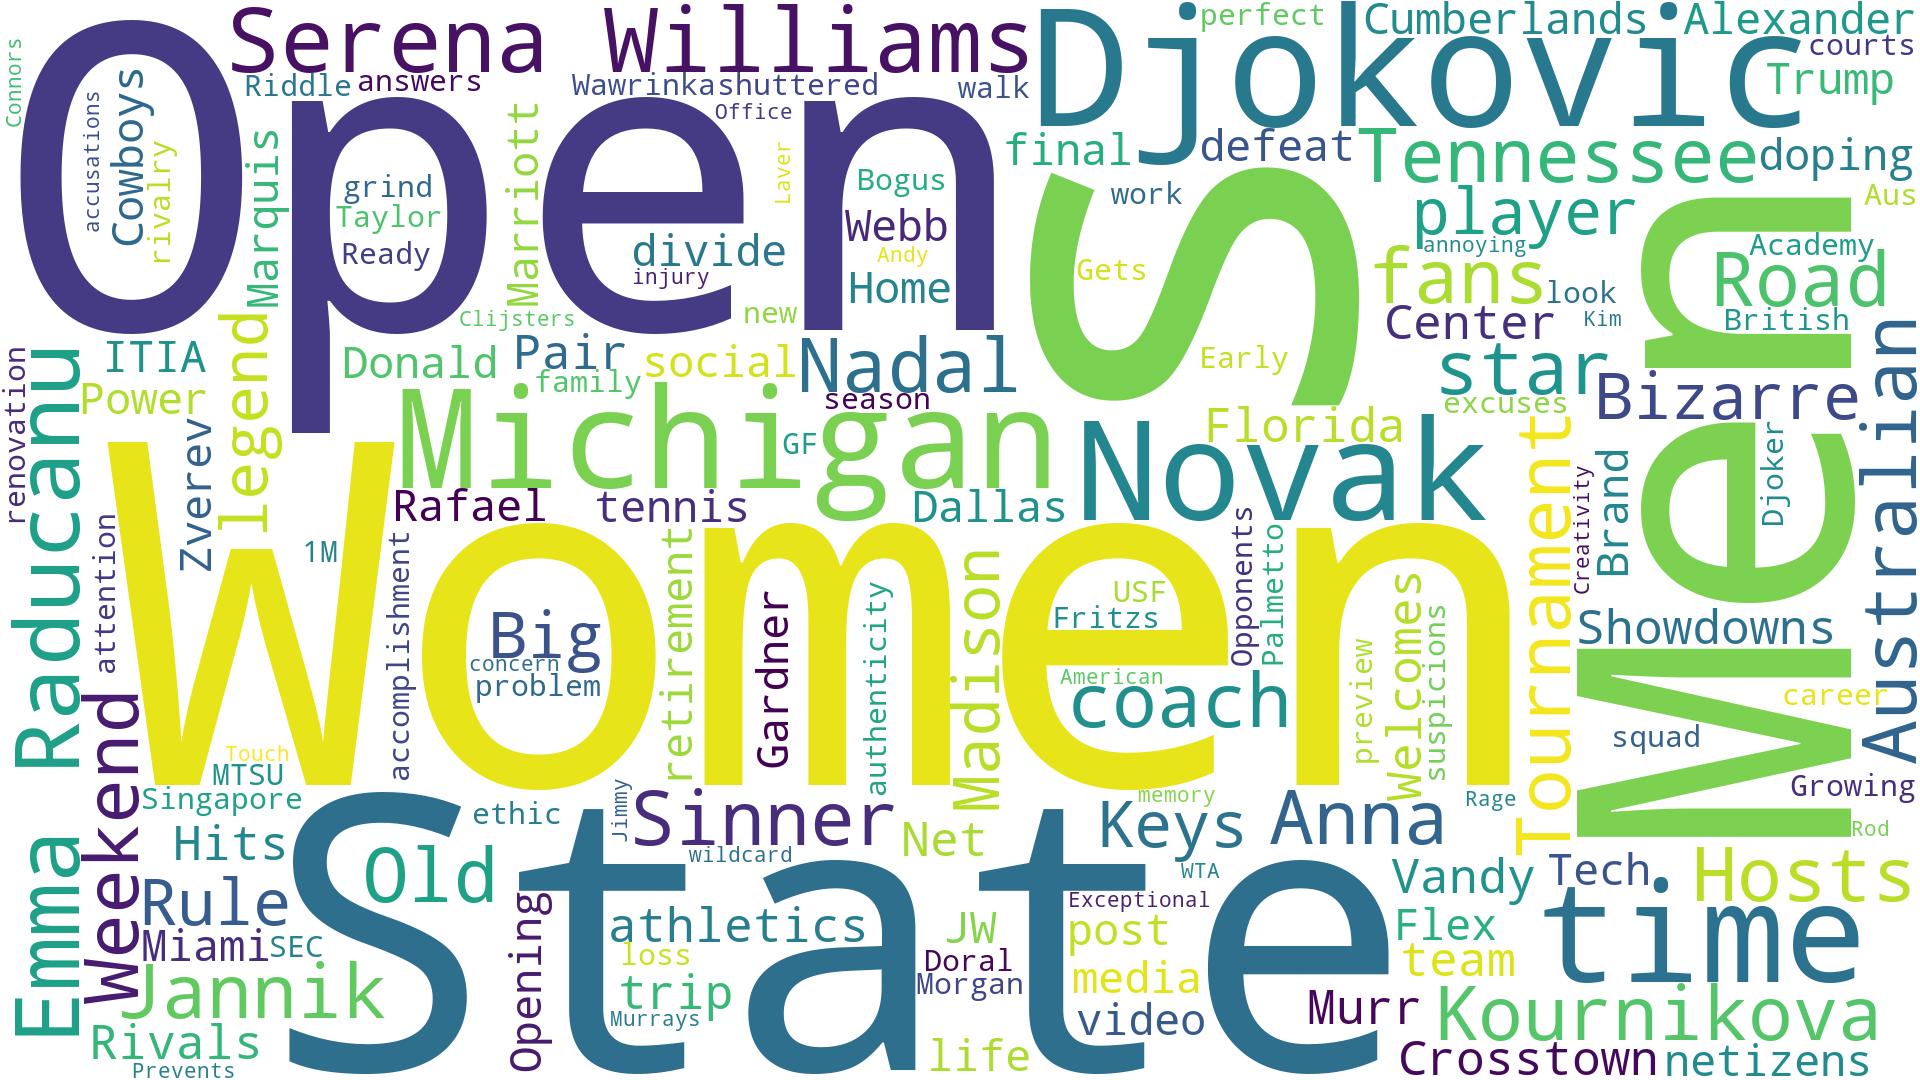 Serena Williams
Djokovic
perfect
Cumberlands
Alexander
Connors
Open
accusations
Cowboys
rivalry
Riddle
answers
Wawrinkashuttered
walk
courts
Trump
Office
Marquis
Marriott
Laver
final
defeat
Tennessee
doping
grind
Taylor
Ready
Bogus
Webb
Andy
Home
divide
injury
S
work
player
annoying
Aus
Academy
Gets
fans
look
Road
British
Clijsters
new
Center
Kim
Men
legend
ITIA
Power
Donald
Pair
family
social
Nadal
season
Early
star
excuses
Bizarre
Australian
renovation
Emma Raducanu
Zverev
Michigan
GF
Florida
Novak
Rafael
tennis
Dallas
Tournament
Creativity
Brand
Djoker
attention
1M
Women
accomplishment
Big
concern
problem
retirement
Gardner
authenticity
Madison
USF
Fritzs
American
coach
Opponents
Palmetto
preview
Welcomes
suspicions
Showdowns
career
squad
Growing
Weekend
Touch
MTSU
Singapore
ethic
Jimmy
Sinner
memory
Keys
Anna
Rage
Rod
Hits
State
Old
wildcard
Net
WTA
Vandy
Tech
Hosts
Rule
Miami
SEC
Opening
athletics
loss
JW
Doral
Morgan
Exceptional
post
media
Flex
team
time
Jannik
trip
Murrays
video
Murr
Kournikova
Rivals
Prevents
life
Crosstown
netizens